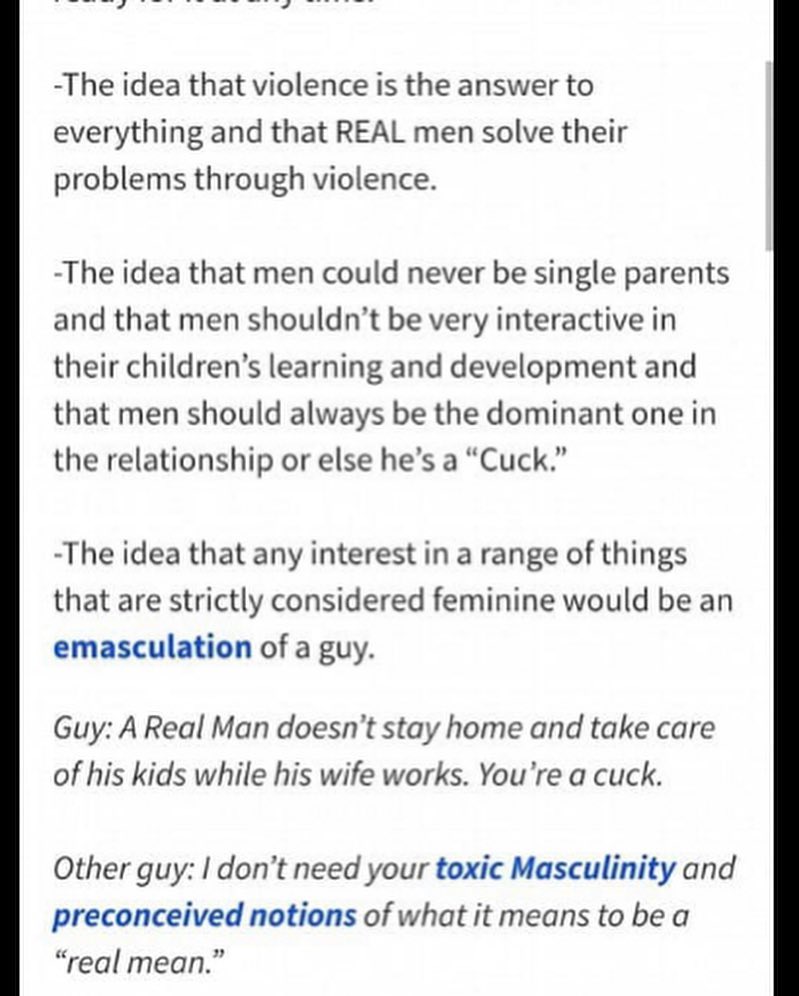 -The idea that violence is the answer to
everything and that REAL men solve their
problems through violence.
-The idea that men could never be single parents
and that men shouldn’t be very interactive in
their children’s learning and development and
that men should always be the dominant one in
the relationship or else he’s a “Cuck.”
-The idea that any interest in a range of things
that are strictly considered feminine would be an
emasculation of a guy.
Guy: A Real Man doesn’t stay home and take care
of his kids while his wife works. You’re a cuck.
Other guy: I don’t need your toxic Masculinity and
preconceived notions of what it means to be a
“real mean.”